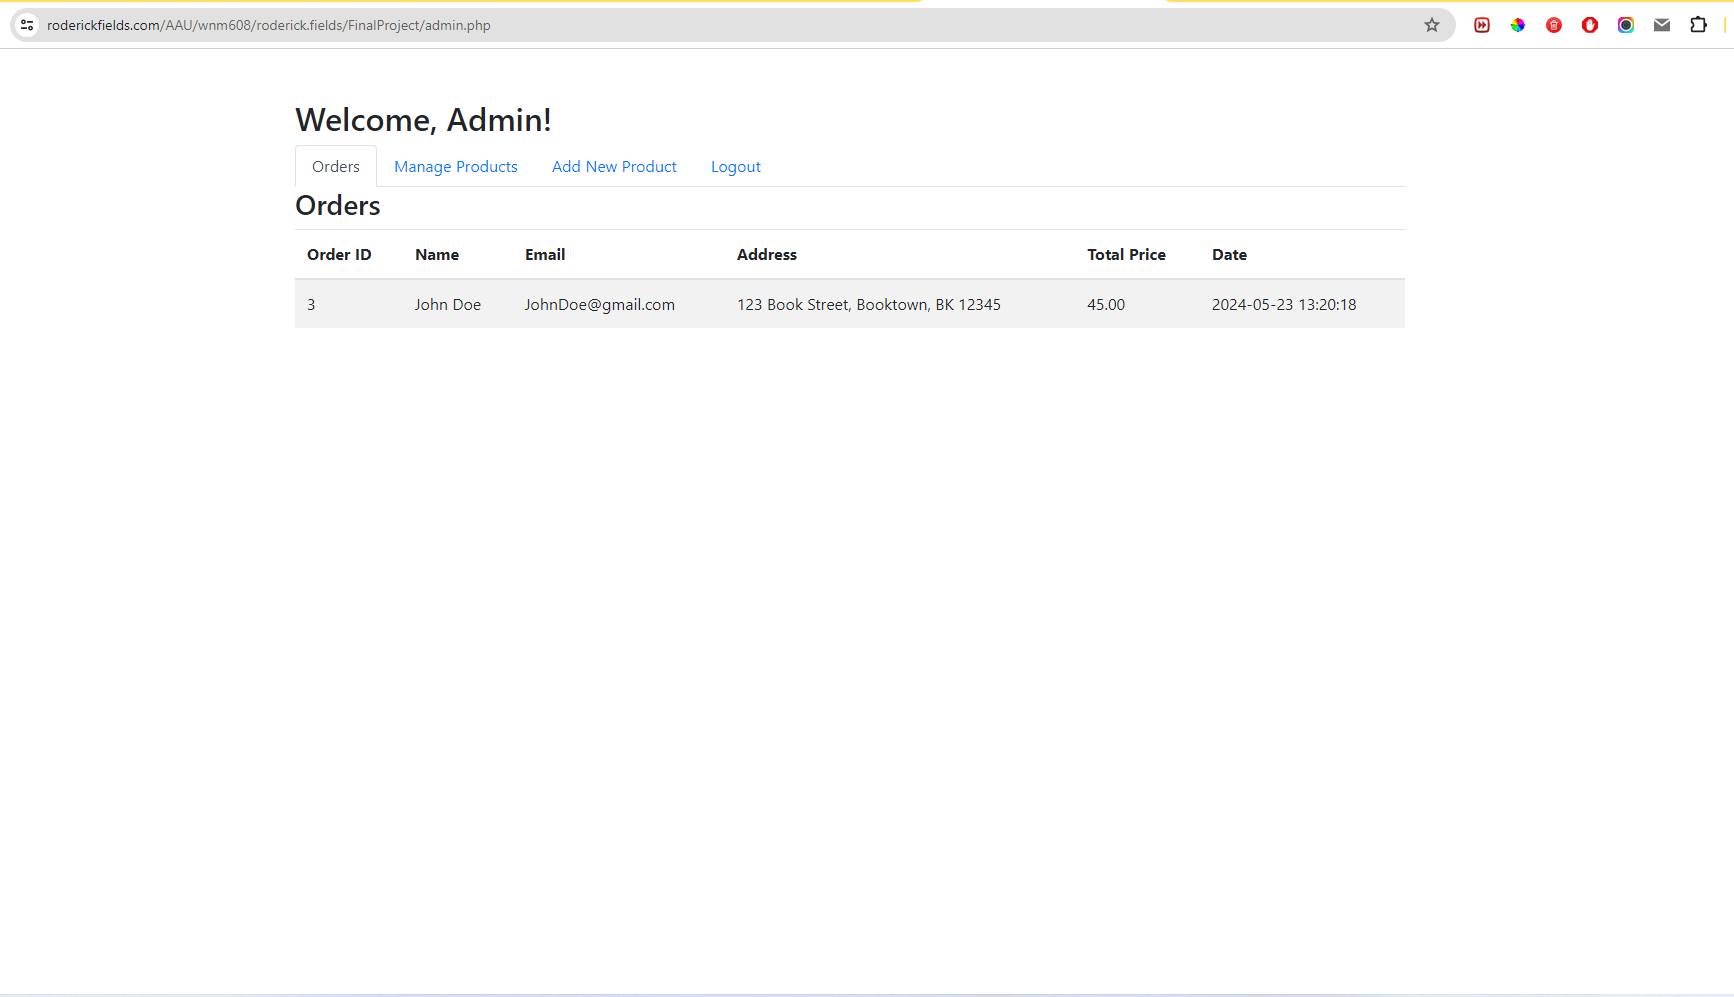 roderickfields.com/AAU/wnm608/roderick.fields/FinalProject/admin.php
Welcome, Admin!
Orders Manage Products Add New Product Logout
Orders
Order ID Name Email Address Total Price Date
3 John Doe JohnDoe@gmail.com 123 Book Street, Booktown, BK 12345 45.00 2024-05-23 13:20:18